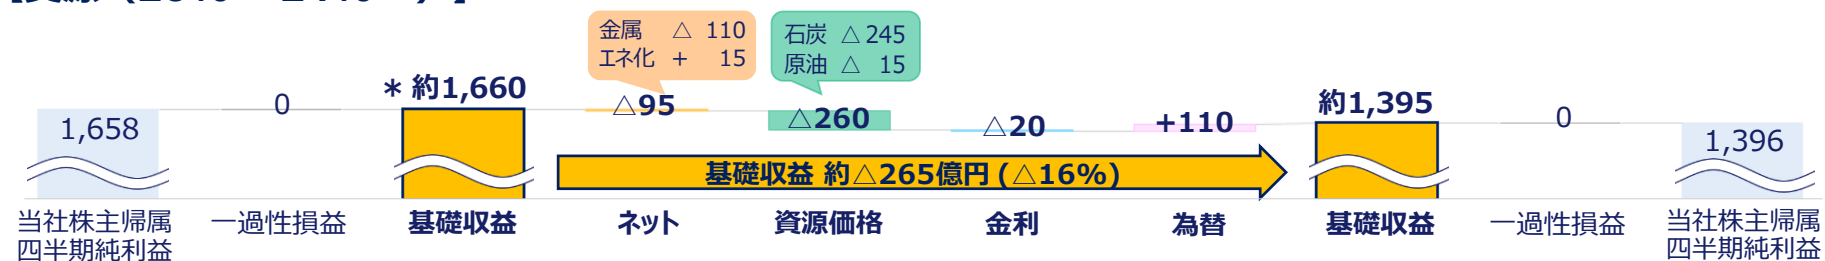 金属 △ 110
エネ化 + 15
石炭 △ 245
原油 △ 15
1,658
0
* 約1,660
△95
△260
△20
+110
約1,395
0
1,396
基礎収益 約△265億円 (△16%)
当社株主帰属
四半期純利益
一過性損益
基礎収益
ネット
資源価格
金利
為替
基礎収益
一過性損益
当社株主帰属
四半期純利益